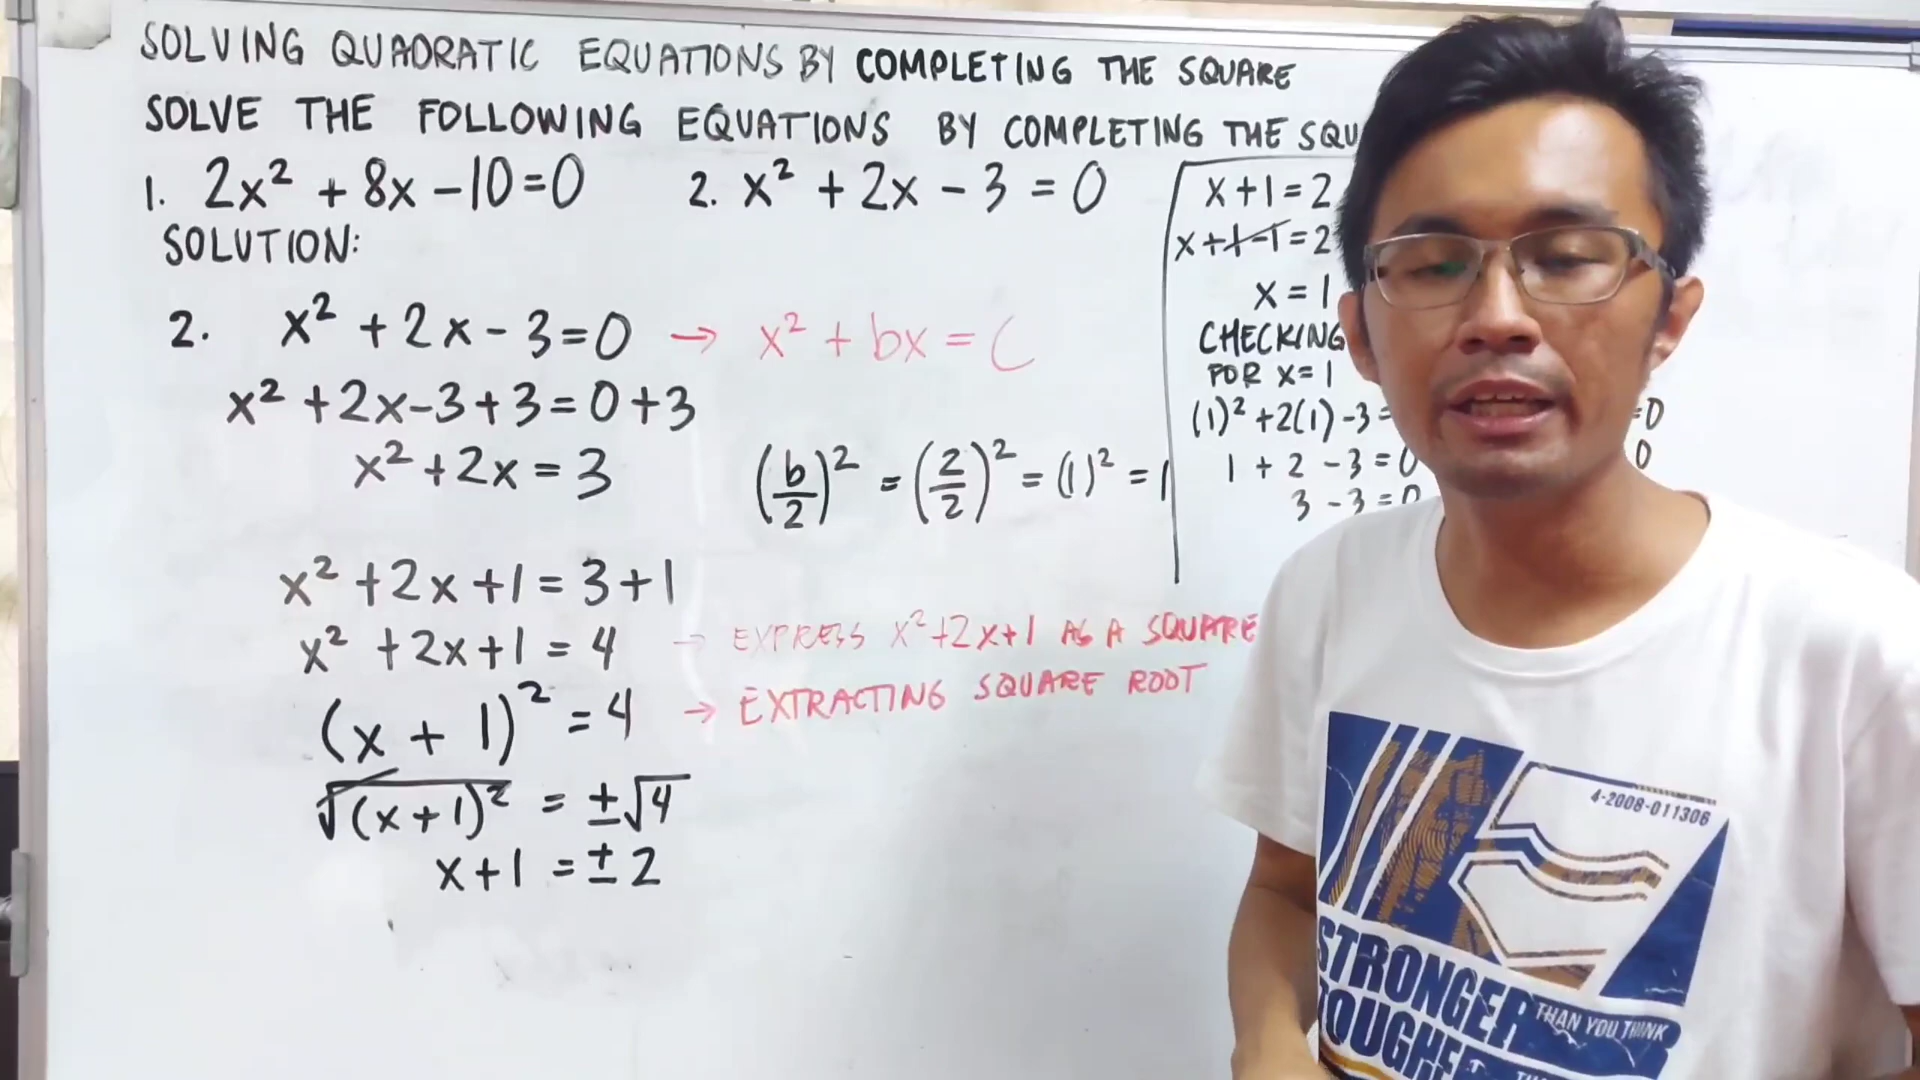 SOLVING QUADRATIC EQUATIONS BY COMPLETING THE SQUARE
SOLVE THE FOLLOWING EQUATIONS BY COMPLETING THE SQU
1. 2x² + 8x - 10 = 0
2. x² + 2x - 3 = 0
SOLUTION:
2. x² + 2x - 3 = 0 → x² + bx = C
x² + 2x - 3 + 3 = 0 + 3
x² + 2x = 3
(b/2)² = (2/2)² = (1)² = 1
x² + 2x + 1 = 3 + 1
x² + 2x + 1 = 4 → EXPRESS x² + 2x + 1 AS A SQUARE
(x + 1)² = 4 → EXTRACTING SQUARE ROOT
√(x + 1)² = ± √4
x + 1 = ± 2
x + 1 = 2
x + 1 - 1 = 2
x = 1
CHECKING
FOR x = 1
(1)² + 2(1) - 3 =
=0
1 + 2 - 3 = 0
0
3 - 3 = 0
4-2008-011306
STRONGER
THAN YOU THINK